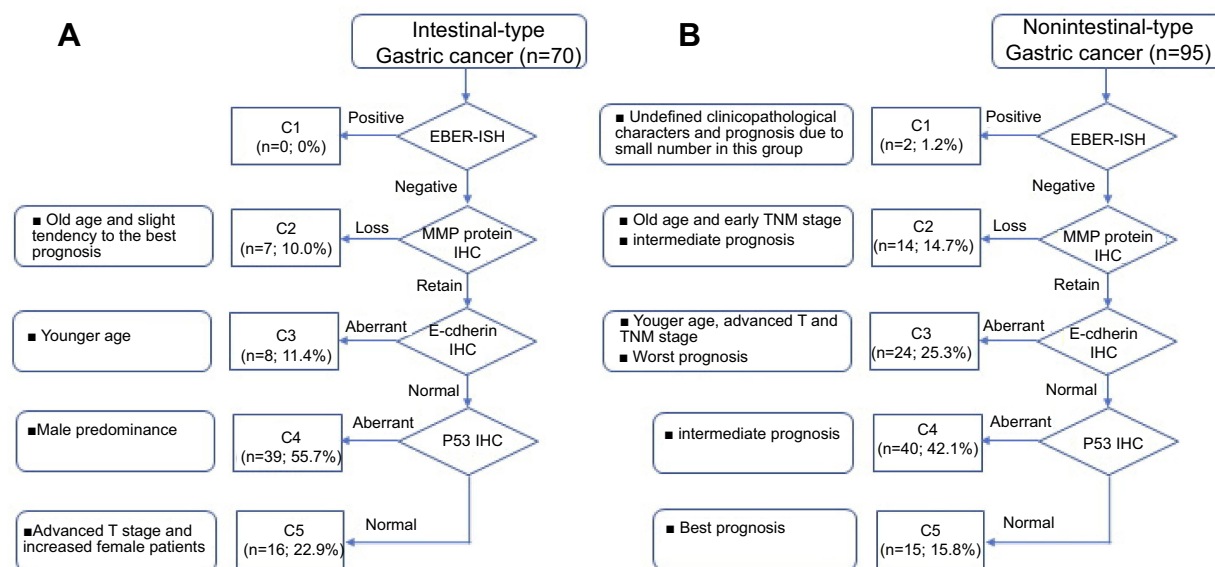 A
Intestinal-type
Gastric cancer (n=70)
C1
(n=0; 0%)
Positive
EBER-ISH
Negative
■ Old age and slight
tendency to the best
prognosis
C2
(n=7; 10.0%)
Loss
MMP protein
IHC
Retain
■ Younger age
C3
(n=8; 11.4%)
Aberrant
E-cdherin
IHC
Normal
■Male predominance
C4
(n=39; 55.7%)
Aberrant
P53 IHC
■Advanced T stage and
increased female patients
C5
(n=16; 22.9%)
Normal
B
Nonintestinal-type
Gastric cancer (n=95)
■ Undefined clinicopathological
characters and prognosis due to
small number in this group
C1
(n=2; 1.2%)
Positive
EBER-ISH
Negative
■ Old age and early TNM stage
■ intermediate prognosis
C2
(n=14; 14.7%)
Loss
MMP protein
IHC
Retain
■ Youger age, advanced T and
TNM stage
■ Worst prognosis
C3
(n=24; 25.3%)
Aberrant
E-cdherin
IHC
Normal
■ intermediate prognosis
C4
(n=40; 42.1%)
Aberrant
P53 IHC
■ Best prognosis
C5
(n=15; 15.8%)
Normal